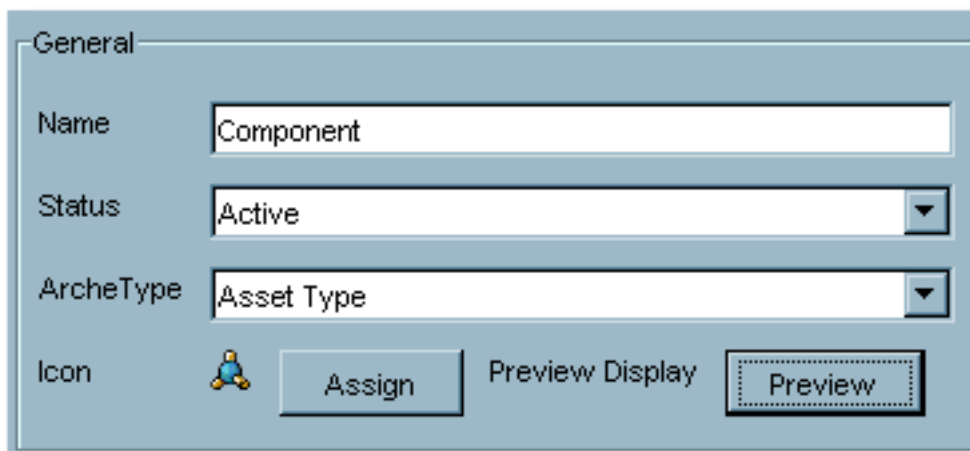 General
Name Component
Status Active
ArcheType Asset Type
Icon Assign Preview Display Preview